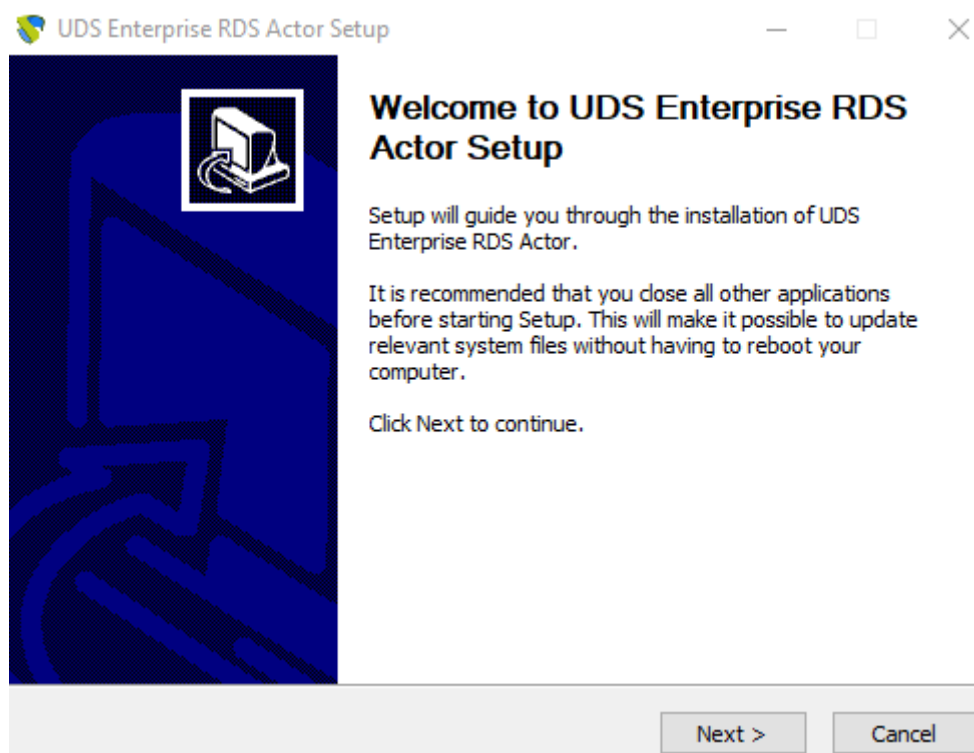 UDS Enterprise RDS Actor Setup
Welcome to UDS Enterprise RDS
Actor Setup
Setup will guide you through the installation of UDS
Enterprise RDS Actor.
It is recommended that you close all other applications
before starting Setup. This will make it possible to update
relevant system files without having to reboot your
computer.
Click Next to continue.
Next >
Cancel